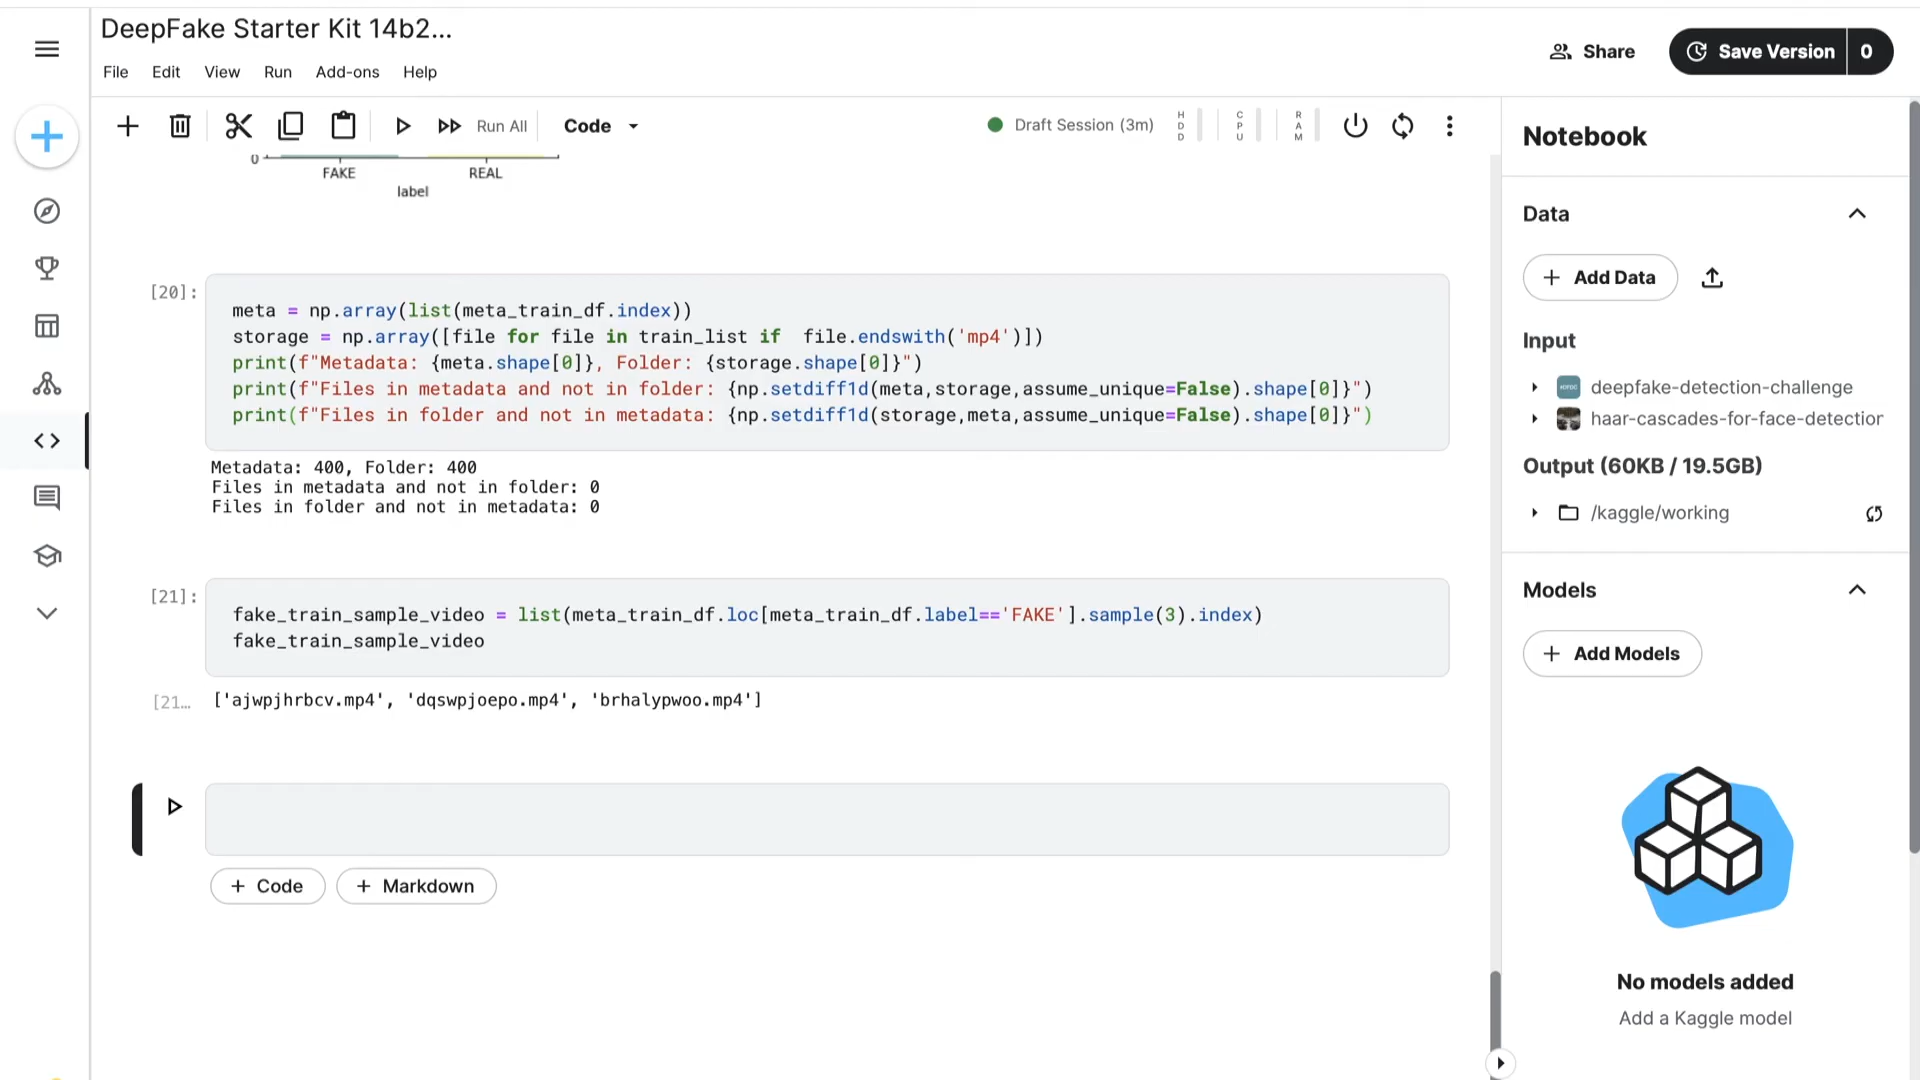 DeepFake Starter Kit 14b2...
File Edit View Run Add-ons Help
Share
Save Version 0
Run All
Code
Draft Session (3m)
HDD
CPU
RAM
0
FAKE REAL
label
[20]:
meta = np.array(list(meta_train_df.index))
storage = np.array([file for file in train_list if  file.endswith('mp4')])
print(f"Metadata: {meta.shape[0]}, Folder: {storage.shape[0]}")
print(f"Files in metadata and not in folder: {np.setdiff1d(meta,storage,assume_unique=False).shape[0]}")
print(f"Files in folder and not in metadata: {np.setdiff1d(storage,meta,assume_unique=False).shape[0]}")
Metadata: 400, Folder: 400
Files in metadata and not in folder: 0
Files in folder and not in metadata: 0
[21]:
fake_train_sample_video = list(meta_train_df.loc[meta_train_df.label=='FAKE'].sample(3).index)
fake_train_sample_video
[21...
['ajwpjhrbcv.mp4', 'dqswpjoepo.mp4', 'brhalypwoo.mp4']
+ Code + Markdown
Notebook
Data
+ Add Data
Input
deepfake-detection-challenge
haar-cascades-for-face-detection
Output (60KB / 19.5GB)
/kaggle/working
Models
+ Add Models
No models added
Add a Kaggle model